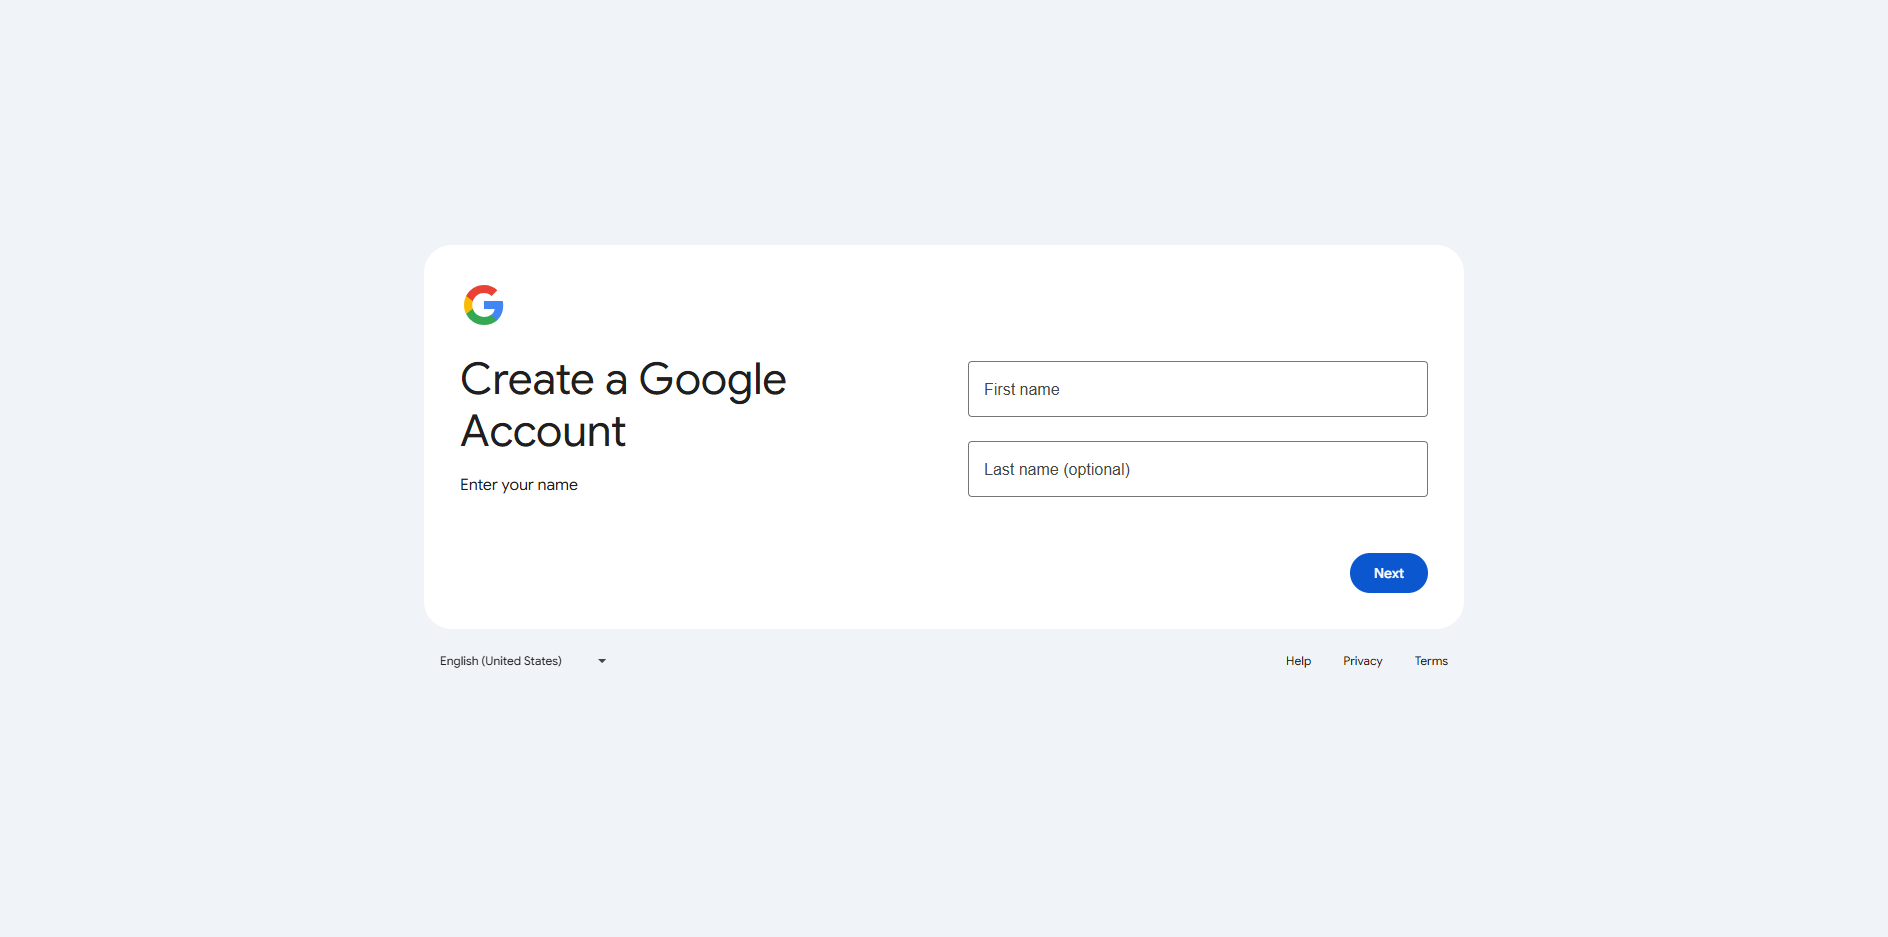 Create a Google
Account
Enter your name
First name
Last name (optional)
Next
English (United States)
Help
Privacy
Terms